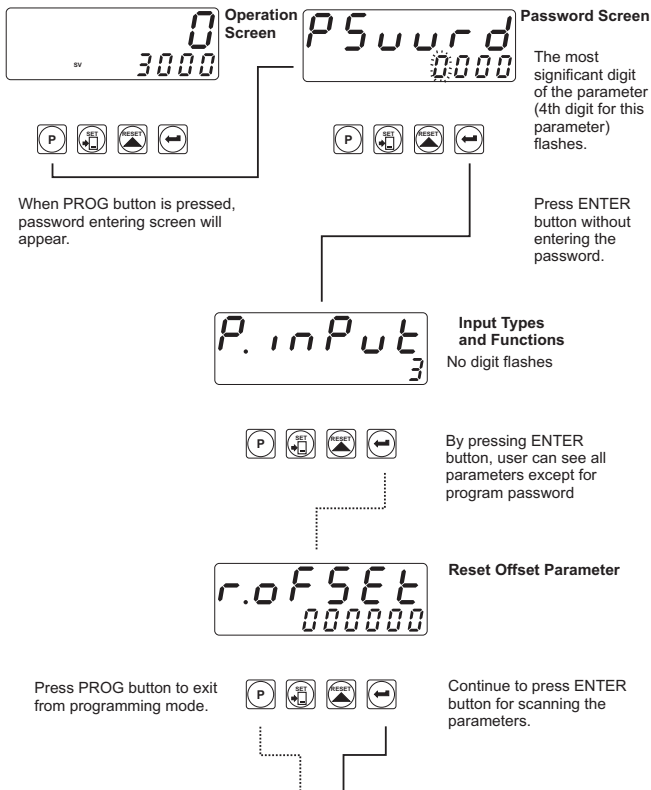 Operation
Screen
0
SV
3000
P
SET
RESET
When PROG button is pressed,
password entering screen will
appear.
PSuurd
0000
Password Screen
The most
significant digit
of the parameter
(4th digit for this
parameter)
flashes.
P
SET
RESET
Press ENTER
button without
entering the
password.
P.inPut
3
Input Types
and Functions
No digit flashes
P
SET
RESET
By pressing ENTER
button, user can see all
parameters except for
program password
r.oFSEt
000000
Reset Offset Parameter
Press PROG button to exit
from programming mode.
P
SET
RESET
Continue to press ENTER
button for scanning the
parameters.